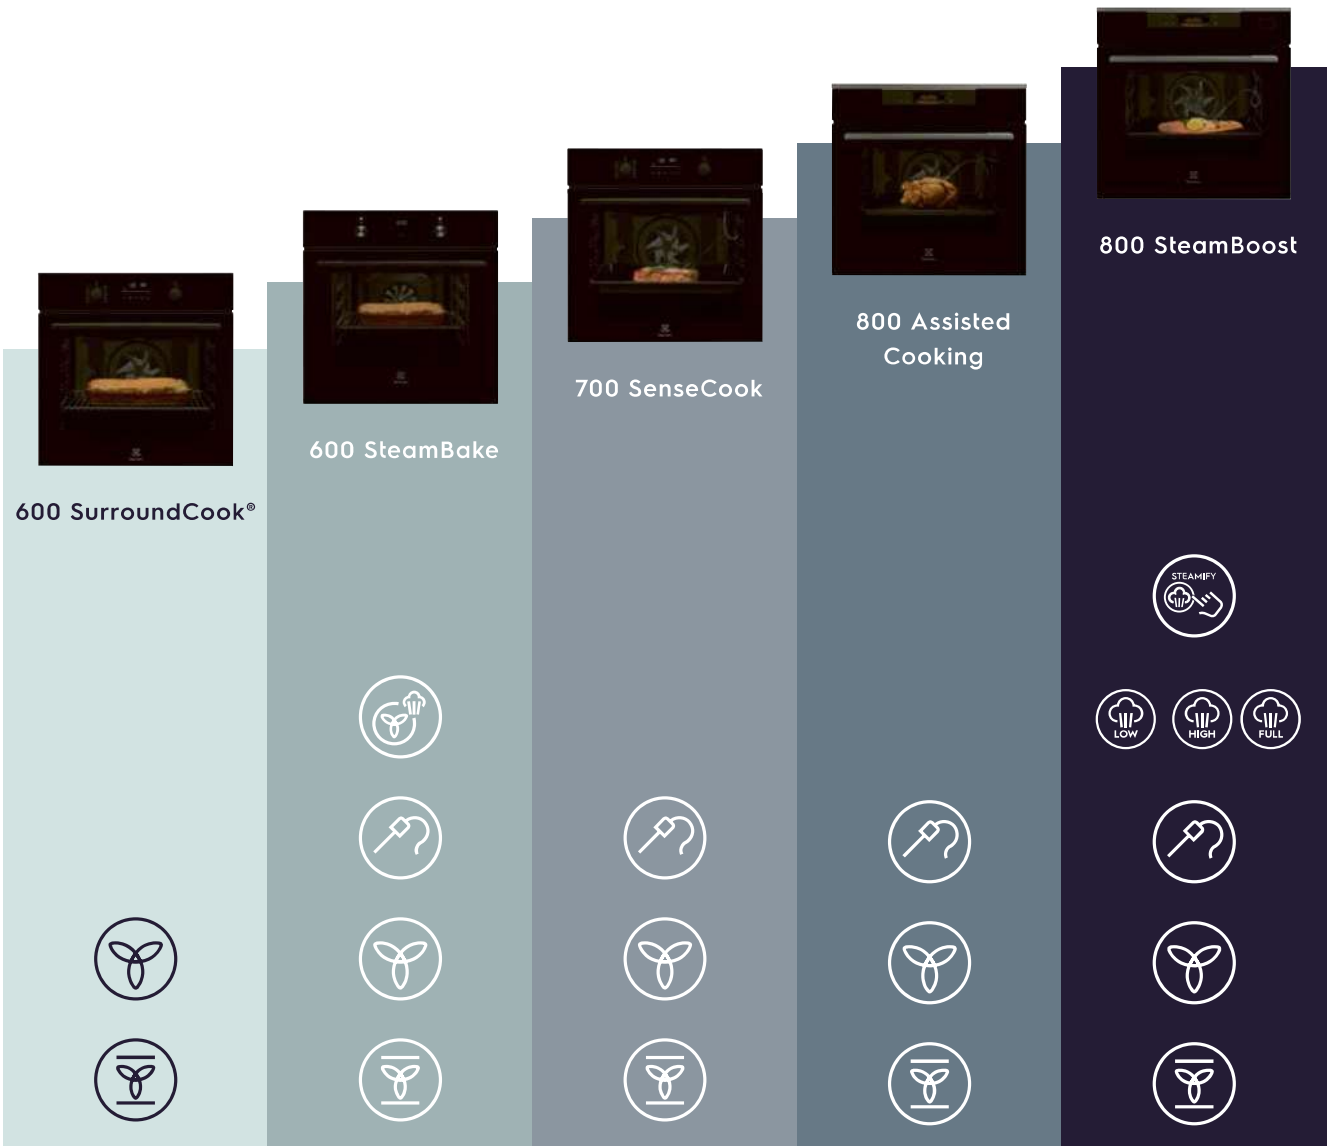 800 SteamBoost
800 Assisted
Cooking
700 SenseCook
600 SteamBake
600 SurroundCook®
STEAMIFY
LOW
HIGH
FULL